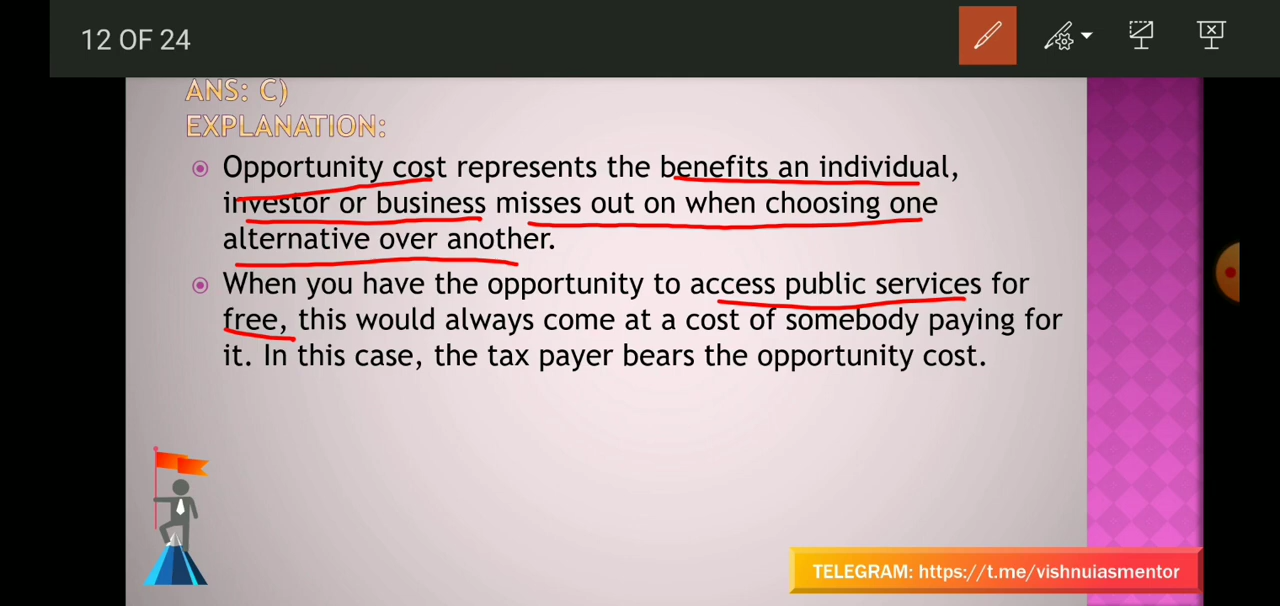 12 OF 24
ANS: C)
EXPLANATION:
Opportunity cost represents the benefits an individual,
investor or business misses out on when choosing one
alternative over another.
When you have the opportunity to access public services for
free, this would always come at a cost of somebody paying for
it. In this case, the tax payer bears the opportunity cost.
TELEGRAM: https://t.me/vishnuiasmentor